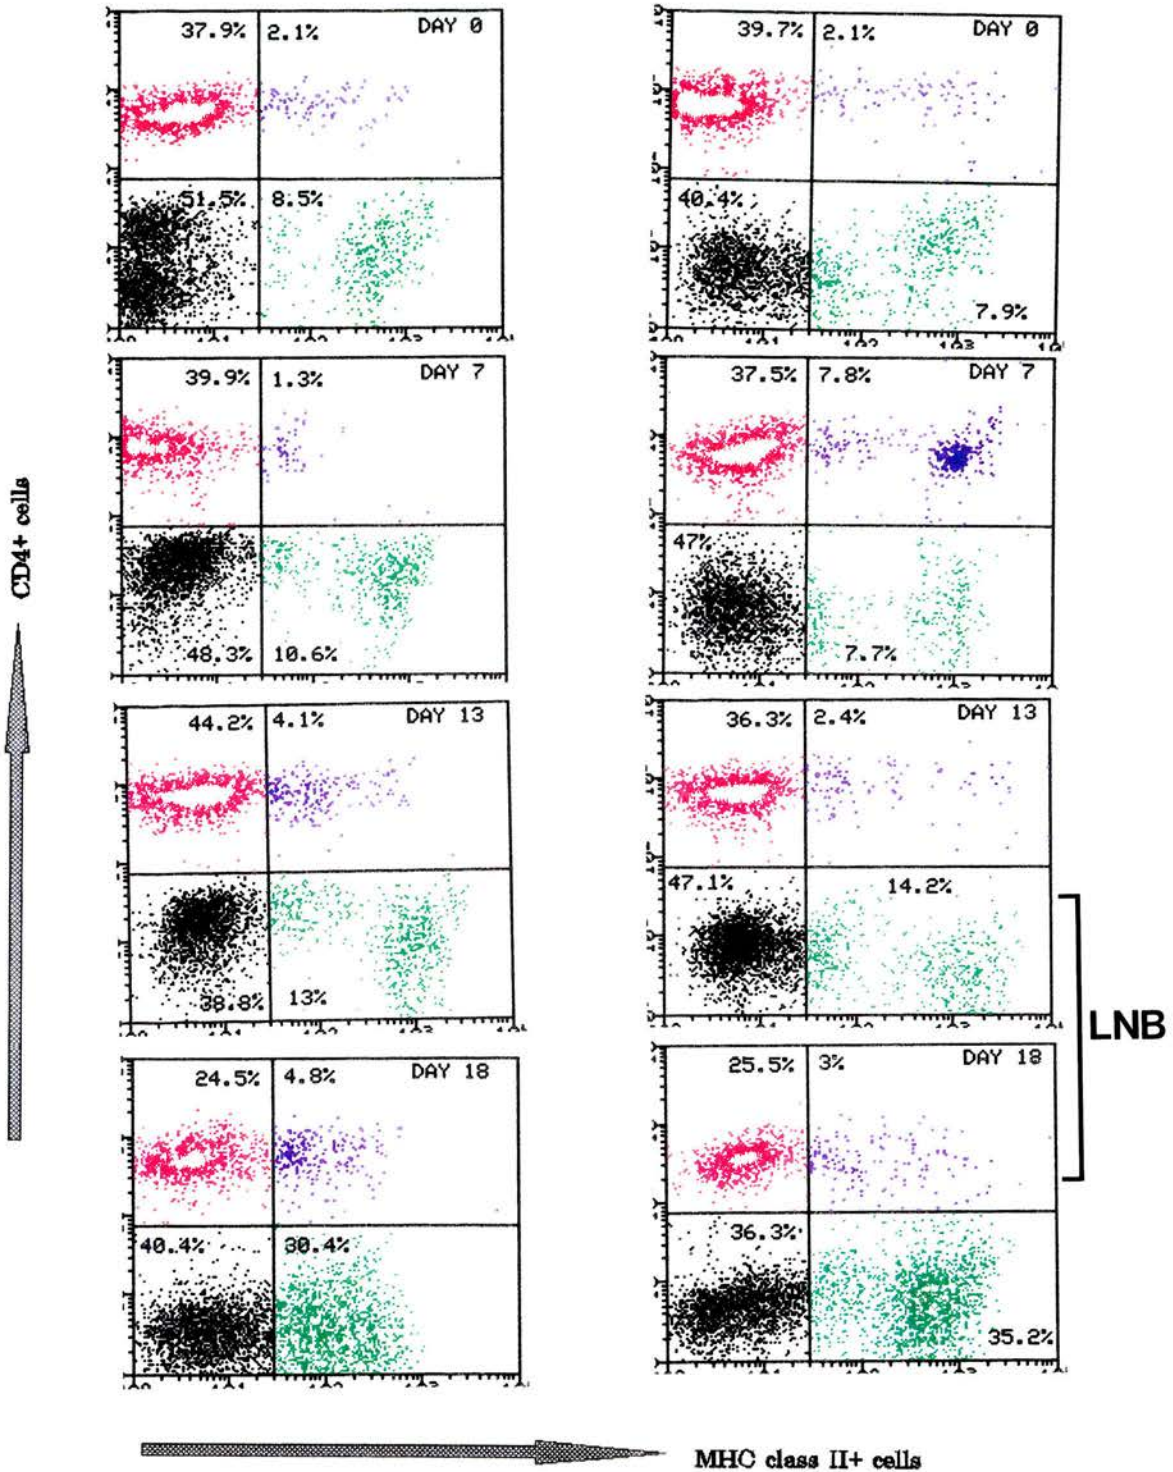 37.9% 2.1% DAY 0
51.5% 8.5%
39.7% 2.1% DAY 0
40.4%
7.9%
39.9% 1.3% DAY 7
48.3% 10.6%
37.5% 7.8% DAY 7
47%
7.7%
44.2% 4.1% DAY 13
38.8% 13%
36.3% 2.4% DAY 13
47.1% 14.2%
24.5% 4.8% DAY 18
40.4% 30.4%
25.5% 3% DAY 18
36.3%
35.2%
CD4+ cells
LNB
MHC class II+ cells